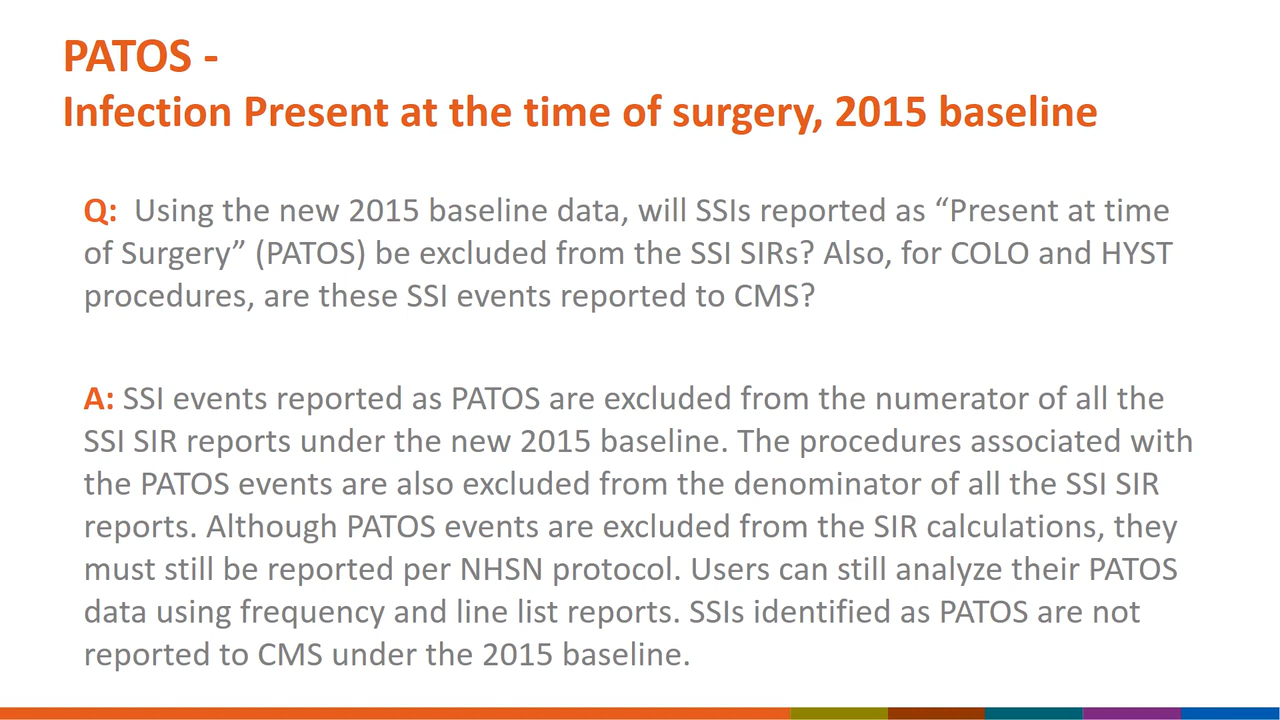 PATOS -
Infection Present at the time of surgery, 2015 baseline
Q: Using the new 2015 baseline data, will SSIs reported as “Present at time
of Surgery” (PATOS) be excluded from the SSI SIRs? Also, for COLO and HYST
procedures, are these SSI events reported to CMS?
A: SSI events reported as PATOS are excluded from the numerator of all the
SSI SIR reports under the new 2015 baseline. The procedures associated with
the PATOS events are also excluded from the denominator of all the SSI SIR
reports. Although PATOS events are excluded from the SIR calculations, they
must still be reported per NHSN protocol. Users can still analyze their PATOS
data using frequency and line list reports. SSIs identified as PATOS are not
reported to CMS under the 2015 baseline.